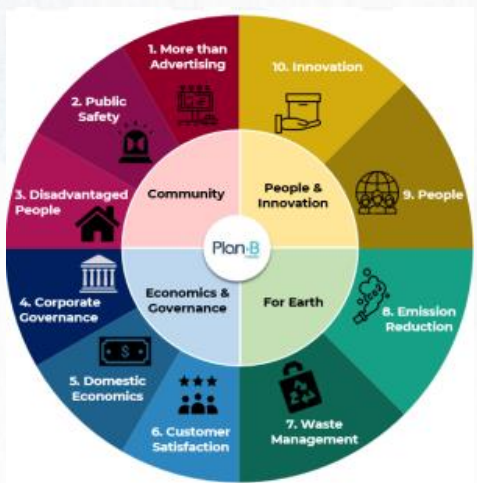 1. More than
Advertising
2. Public
Safety
3. Disadvantaged
People
4. Corporate
Governance
5. Domestic
Economics
6. Customer
Satisfaction
7. Waste
Management
8. Emission
Reduction
9. People
10. Innovation
Community
People &
Innovation
Economics &
Governance
For Earth
Plan B
$
CO2